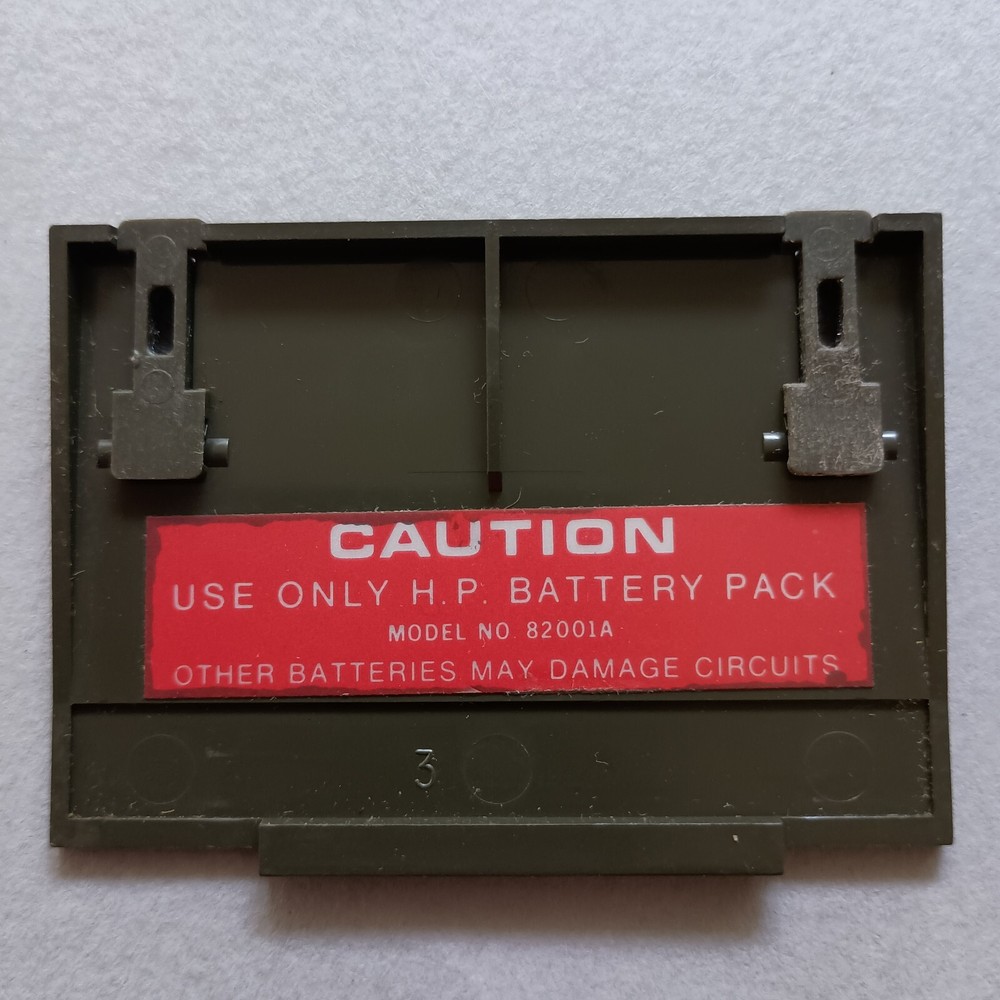 CAUTION
USE ONLY H.P. BATTERY PACK
MODEL NO. 82001A
OTHER BATTERIES MAY DAMAGE CIRCUITS
3